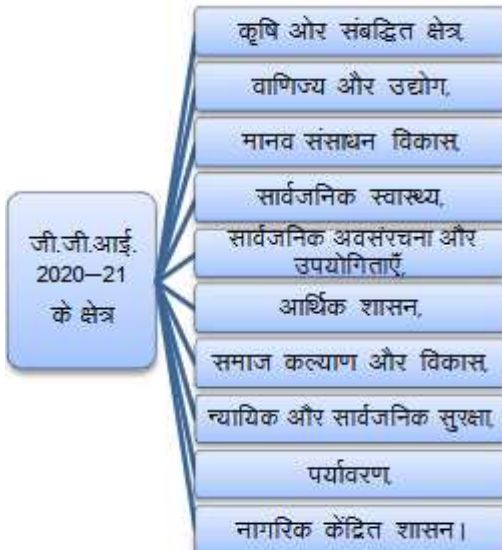 जी.जी.आई.
2020–21
के क्षेत्र
कृषि ओर संबद्धित क्षेत्र,
वाणिज्य और उद्योग,
मानव संसाधन विकास,
सार्वजनिक स्वास्थ्य,
सार्वजनिक अवसंरचना और
उपयोगिताएँ,
आर्थिक शासन,
समाज कल्याण और विकास,
न्यायिक और सार्वजनिक सुरक्षा,
पर्यावरण,
नागरिक केंद्रित शासन।